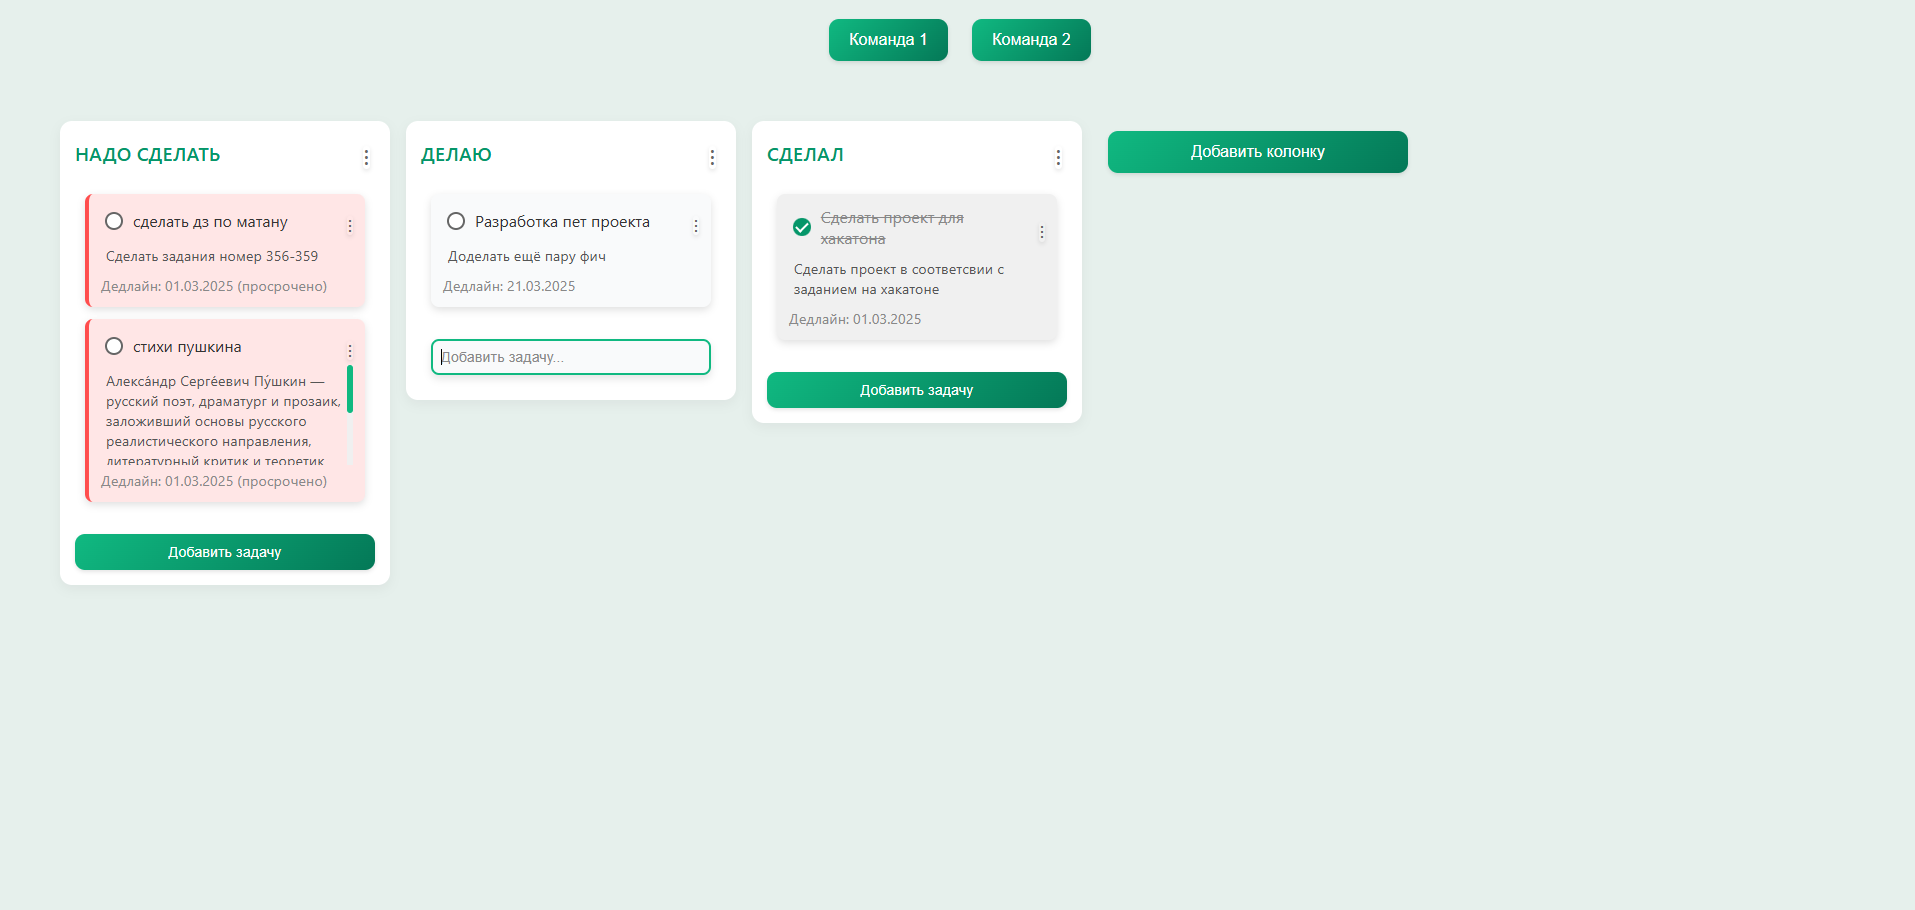 Команда 1
Команда 2
НАДО СДЕЛАТЬ
сделать дз по матану
Сделать задания номер 356-359
Дедлайн: 01.03.2025 (просрочено)
стихи пушкина
Алекса́ндр Серге́евич Пу́шкин —
русский поэт, драматург и прозаик,
заложивший основы русского
реалистического направления,
литературный критик и теоретик
Дедлайн: 01.03.2025 (просрочено)
Добавить задачу
ДЕЛАЮ
Разработка пет проекта
Доделать ещё пару фич
Дедлайн: 21.03.2025
Добавить задачу...
СДЕЛАЛ
Сделать проект для
хакатона
Сделать проект в соответсвии с
заданием на хакатоне
Дедлайн: 01.03.2025
Добавить задачу
Добавить колонку